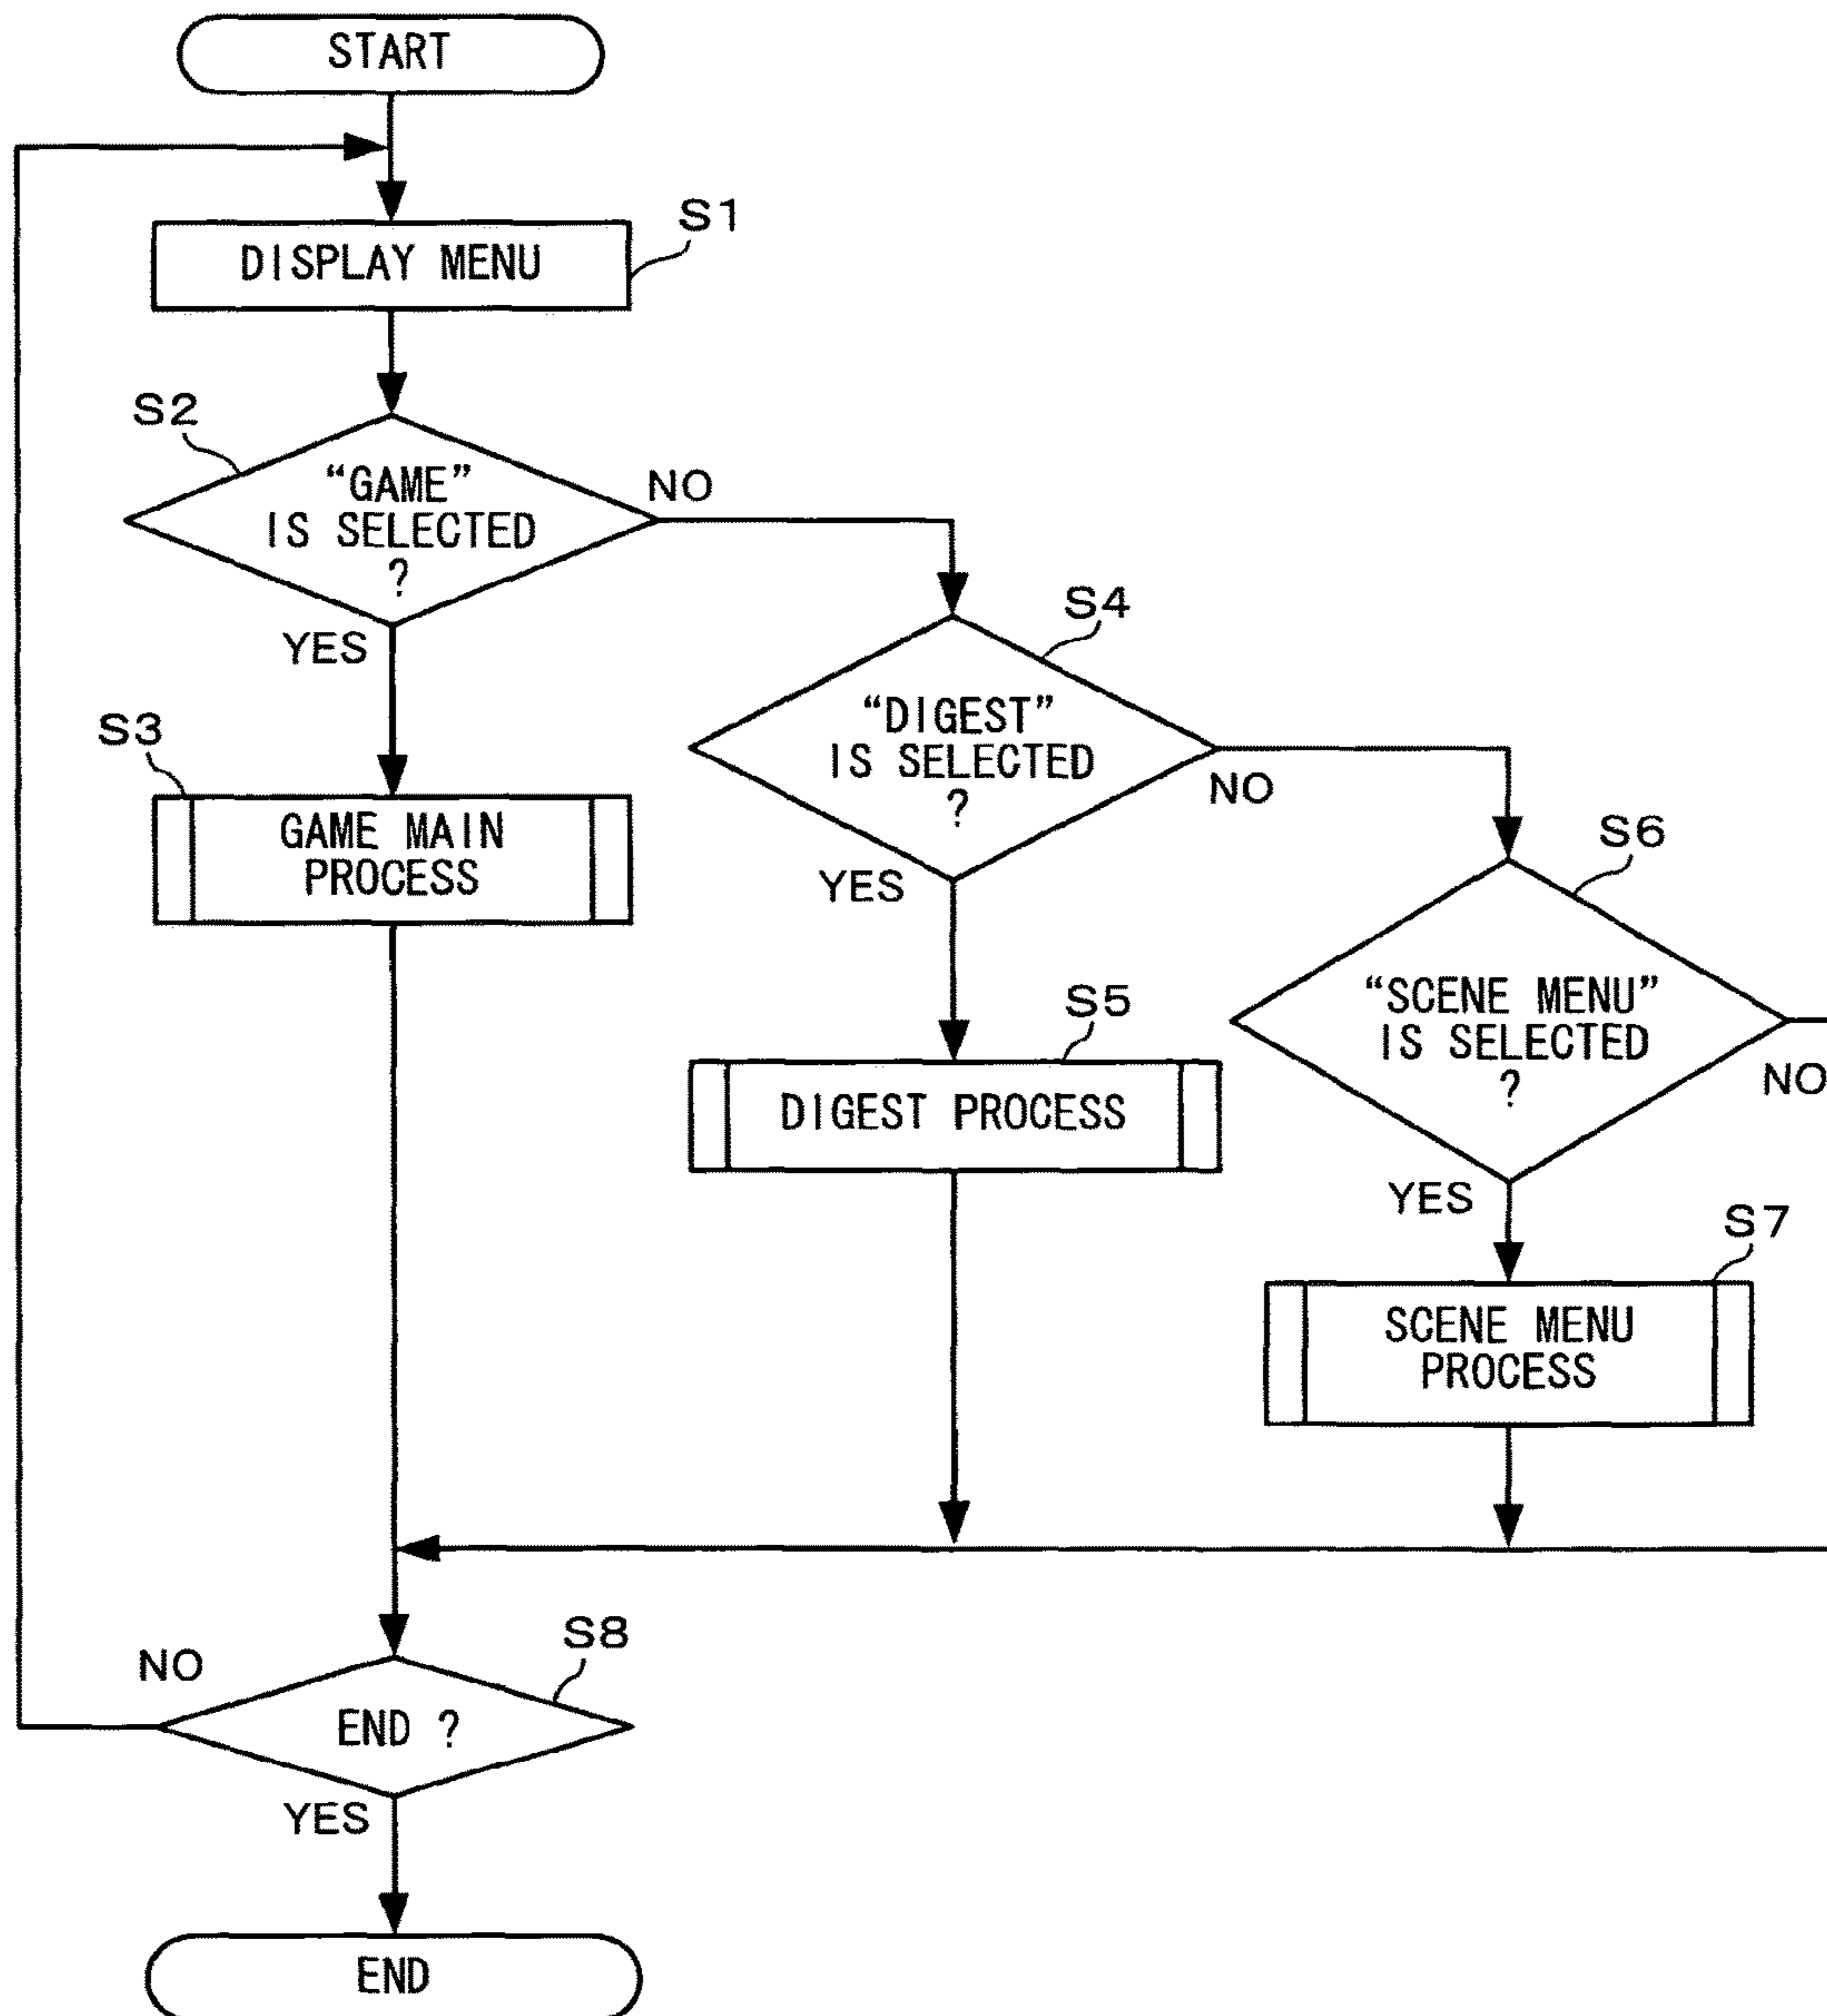 START
S1
DISPLAY MENU
S2
“GAME”
IS SELECTED
?
NO
YES
S4
“DIGEST”
IS SELECTED
?
NO
YES
S3
GAME MAIN
PROCESS
S6
“SCENE MENU”
IS SELECTED
?
NO
YES
S5
DIGEST PROCESS
S7
SCENE MENU
PROCESS
S8
NO
END ?
YES
END